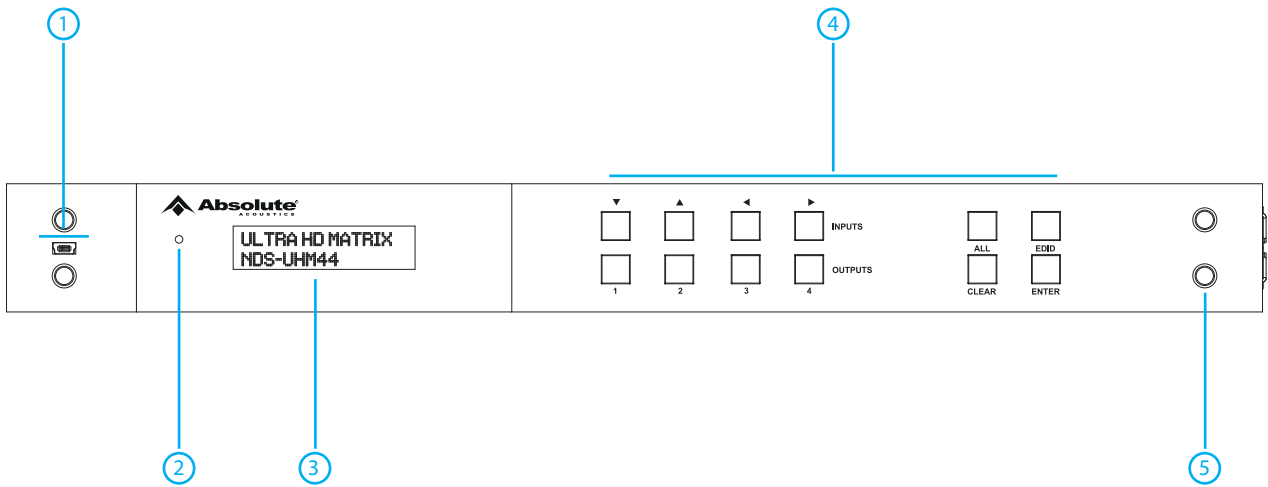 1
4
Absolute
ACOUSTICS
ULTRA HD MATRIX
NDS-UHM44
▼ ▲ ◀ ▶
INPUTS
ALL EDID
OUTPUTS
1 2 3 4
CLEAR ENTER
2
3
5